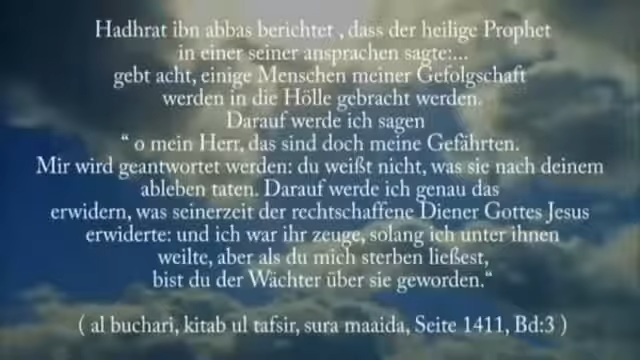 Hadhrat ibn abbas berichtet , dass der heilige Prophet
in einer seiner ansprachen sagte:...
gebt acht, einige Menschen meiner Gefolgschaft
werden in die Hölle gebracht werden.
Darauf werde ich sagen
“ o mein Herr, das sind doch meine Gefährten.
Mir wird geantwortet werden: du weißt nicht, was sie nach deinem
ableben taten. Darauf werde ich genau das
erwidern, was seinerzeit der rechtschaffene Diener Gottes Jesus
erwiderte: und ich war ihr zeuge, solang ich unter ihnen
weilte, aber als du mich sterben ließest,
bist du der Wächter über sie geworden.“
( al buchari, kitab ul tafsir, sura maaida, Seite 1411, Bd:3 )